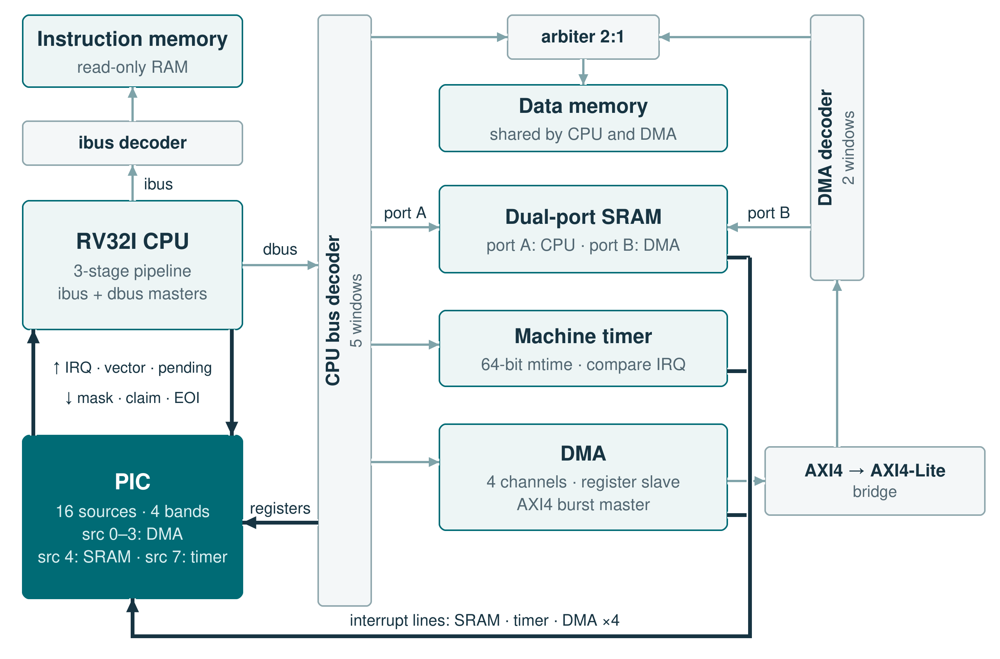 Instruction memory
read-only RAM
ibus decoder
ibus
RV32I CPU
3-stage pipeline
ibus + dbus masters
↑ IRQ · vector · pending
↓ mask · claim · EOI
PIC
16 sources · 4 bands
src 0–3: DMA
src 4: SRAM · src 7: timer
dbus
registers
CPU bus decoder
5 windows
arbiter 2:1
Data memory
shared by CPU and DMA
port A
Dual-port SRAM
port A: CPU · port B: DMA
port B
Machine timer
64-bit mtime · compare IRQ
DMA
4 channels · register slave
AXI4 burst master
DMA decoder
2 windows
AXI4 → AXI4-Lite
bridge
interrupt lines: SRAM · timer · DMA ×4